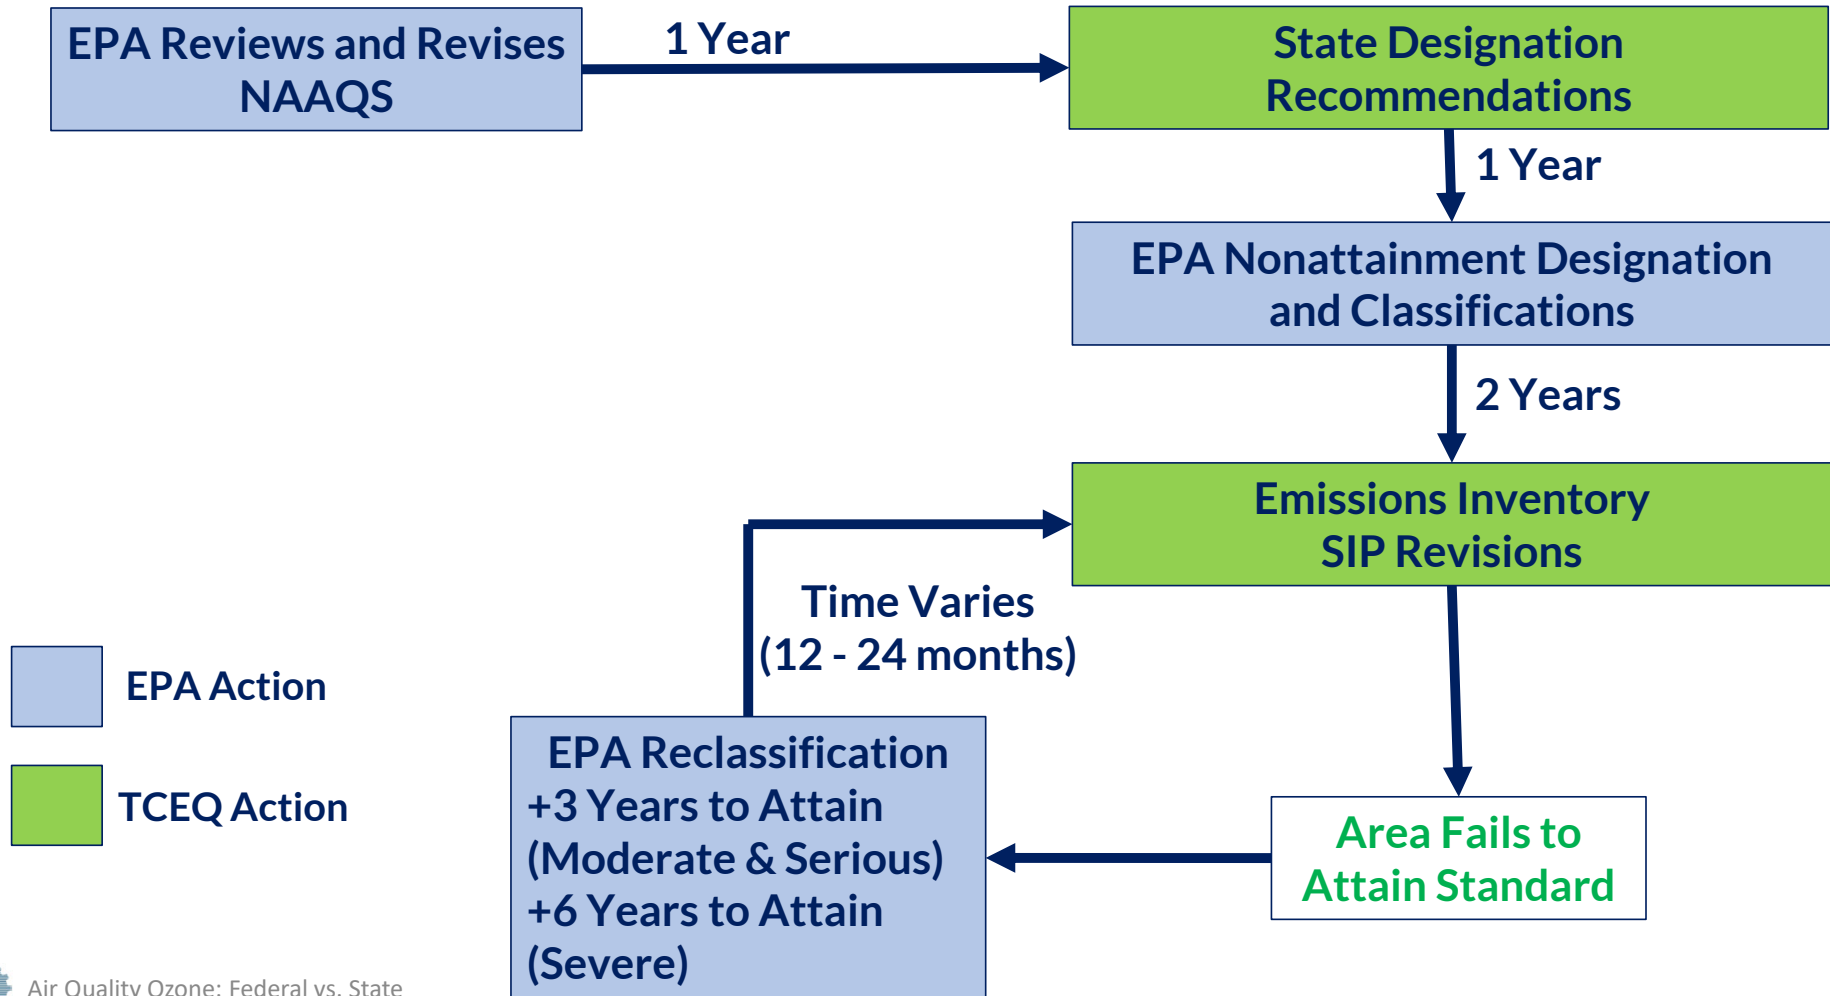 EPA Reviews and Revises
NAAQS
1 Year
State Designation
Recommendations
1 Year
EPA Nonattainment Designation
and Classifications
2 Years
Emissions Inventory
SIP Revisions
Time Varies
(12 - 24 months)
EPA Action
TCEQ Action
EPA Reclassification
+3 Years to Attain
(Moderate & Serious)
+6 Years to Attain
(Severe)
Area Fails to
Attain Standard
Air Quality Ozone: Federal vs. State